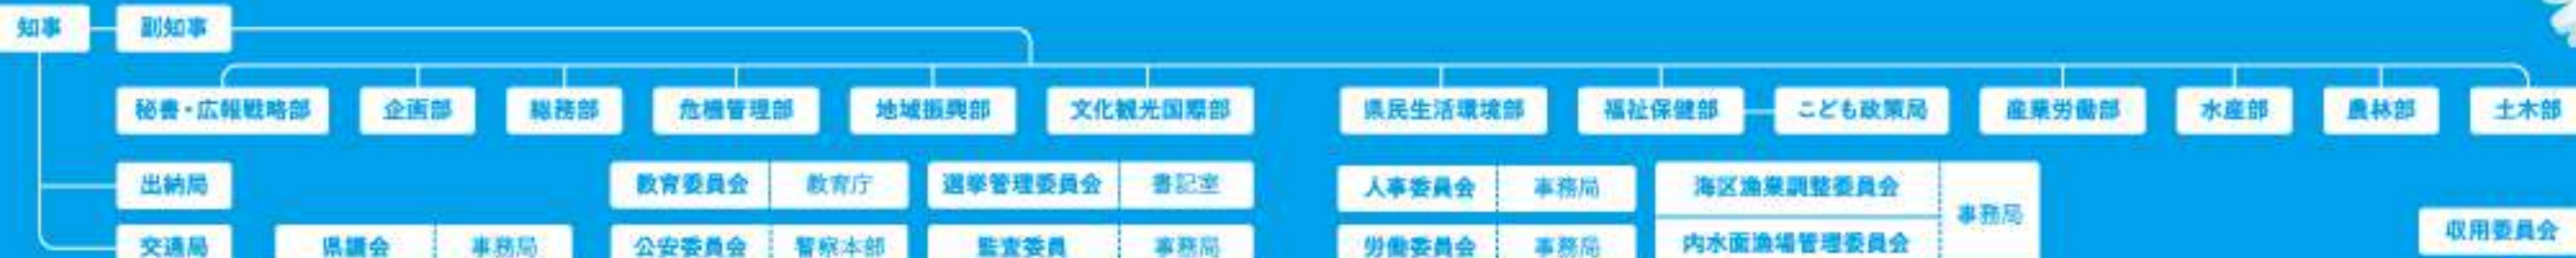 知事 副知事
秘書・広報戦略部 企画部 総務部 危機管理部 地域振興部 文化観光国際部 県民生活環境部 福祉保健部 こども政策局 産業労働部 水産部 農林部 土木部
出納局 教育委員会 教育庁 選挙管理委員会 書記室 人事委員会 事務局 海区漁業調整委員会 事務局
収用委員会
交通局 県議会 事務局 公安委員会 警察本部 監査委員 事務局 労働委員会 事務局 内水面漁場管理委員会